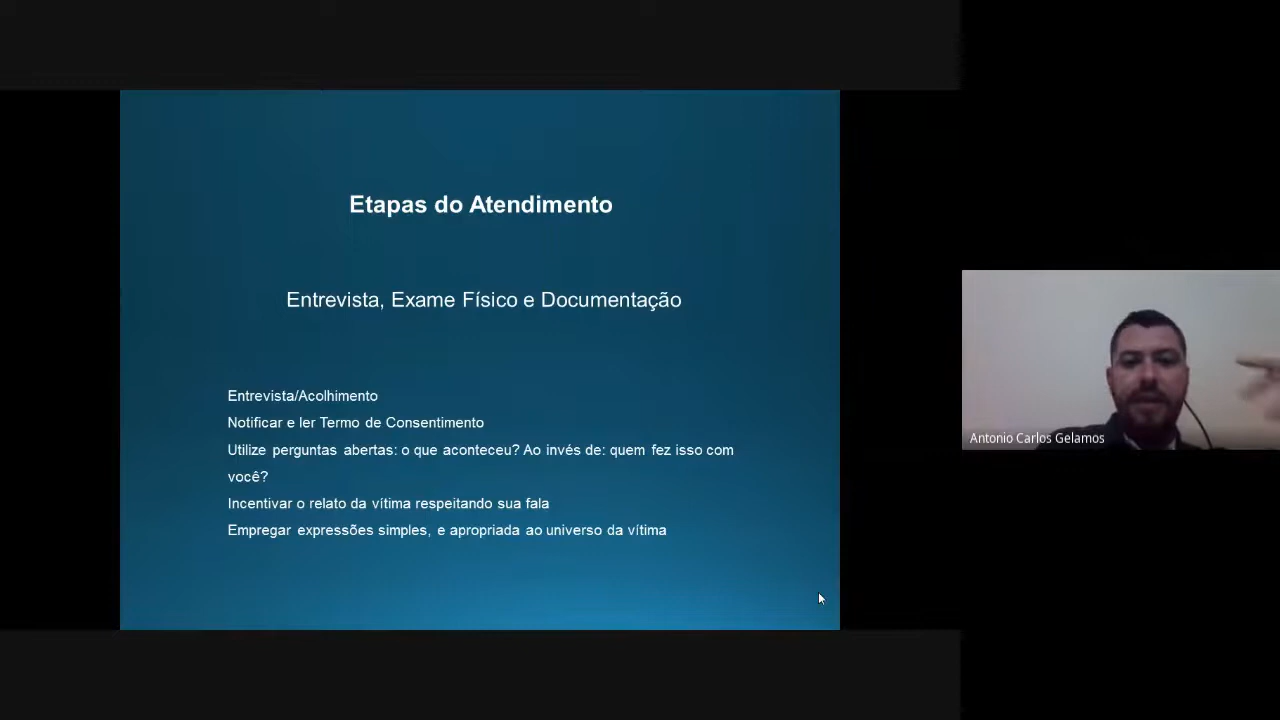 Etapas do Atendimento
Entrevista, Exame Físico e Documentação
Entrevista/Acolhimento
Notificar e ler Termo de Consentimento
Utilize perguntas abertas: o que aconteceu? Ao invés de: quem fez isso com
você?
Incentivar o relato da vítima respeitando sua fala
Empregar expressões simples, e apropriada ao universo da vítima
Antonio Carlos Gelamos